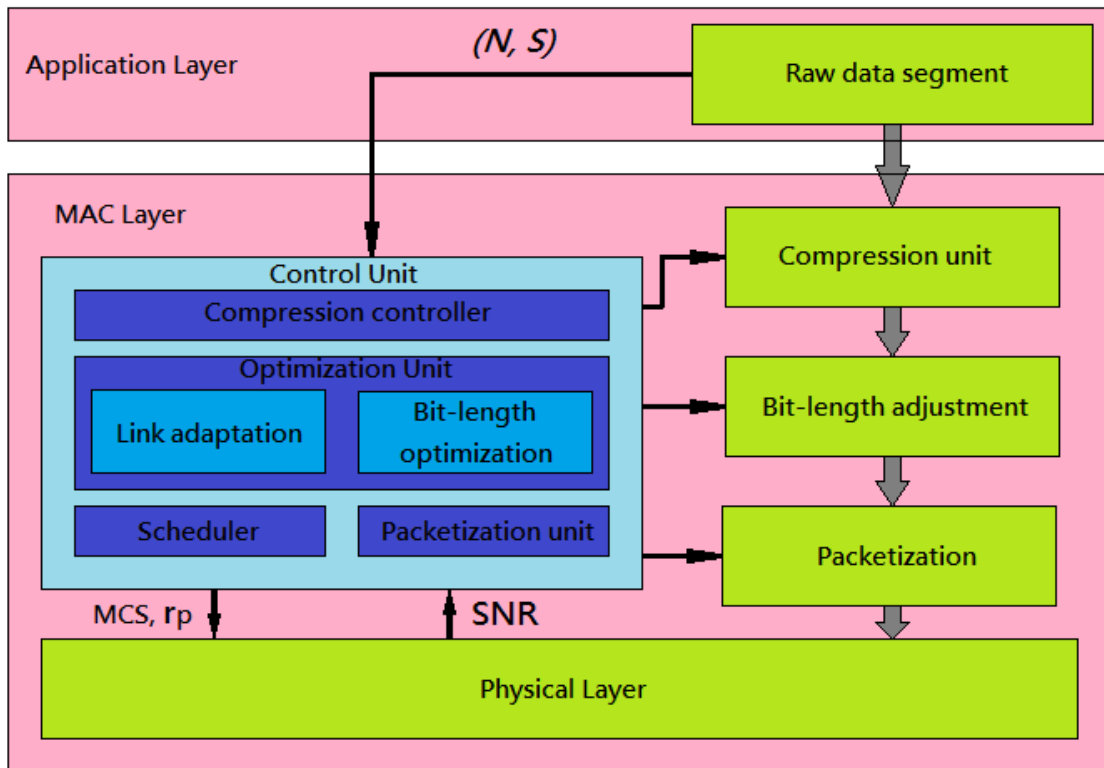 (N, S)
Application Layer
Raw data segment
MAC Layer
Control Unit
Compression unit
Compression controller
Optimization Unit
Link adaptation
Bit-length
optimization
Bit-length adjustment
Scheduler
Packetization unit
Packetization
MCS, rp
SNR
Physical Layer